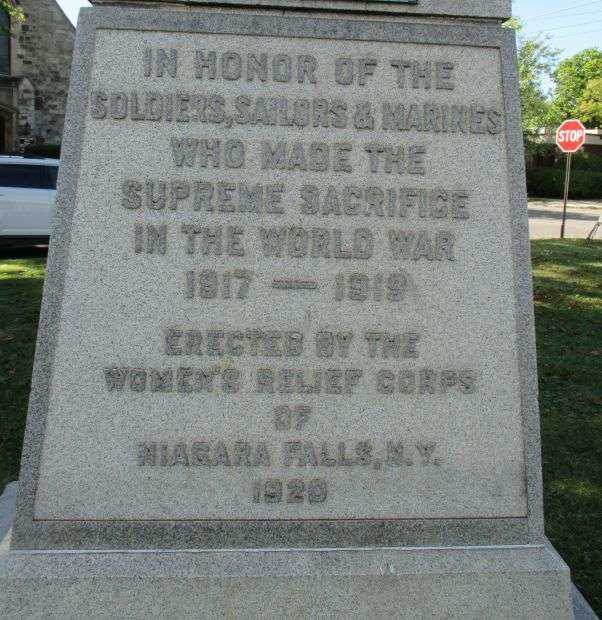 IN HONOR OF THE
SOLDIERS, SAILORS & MARINES
WHO MADE THE
SUPREME SACRIFICE
IN THE WORLD WAR
1917 — 1919
ERECTED BY THE
WOMEN'S RELIEF CORPS
OF
NIAGARA FALLS, N.Y.
1920
STOP